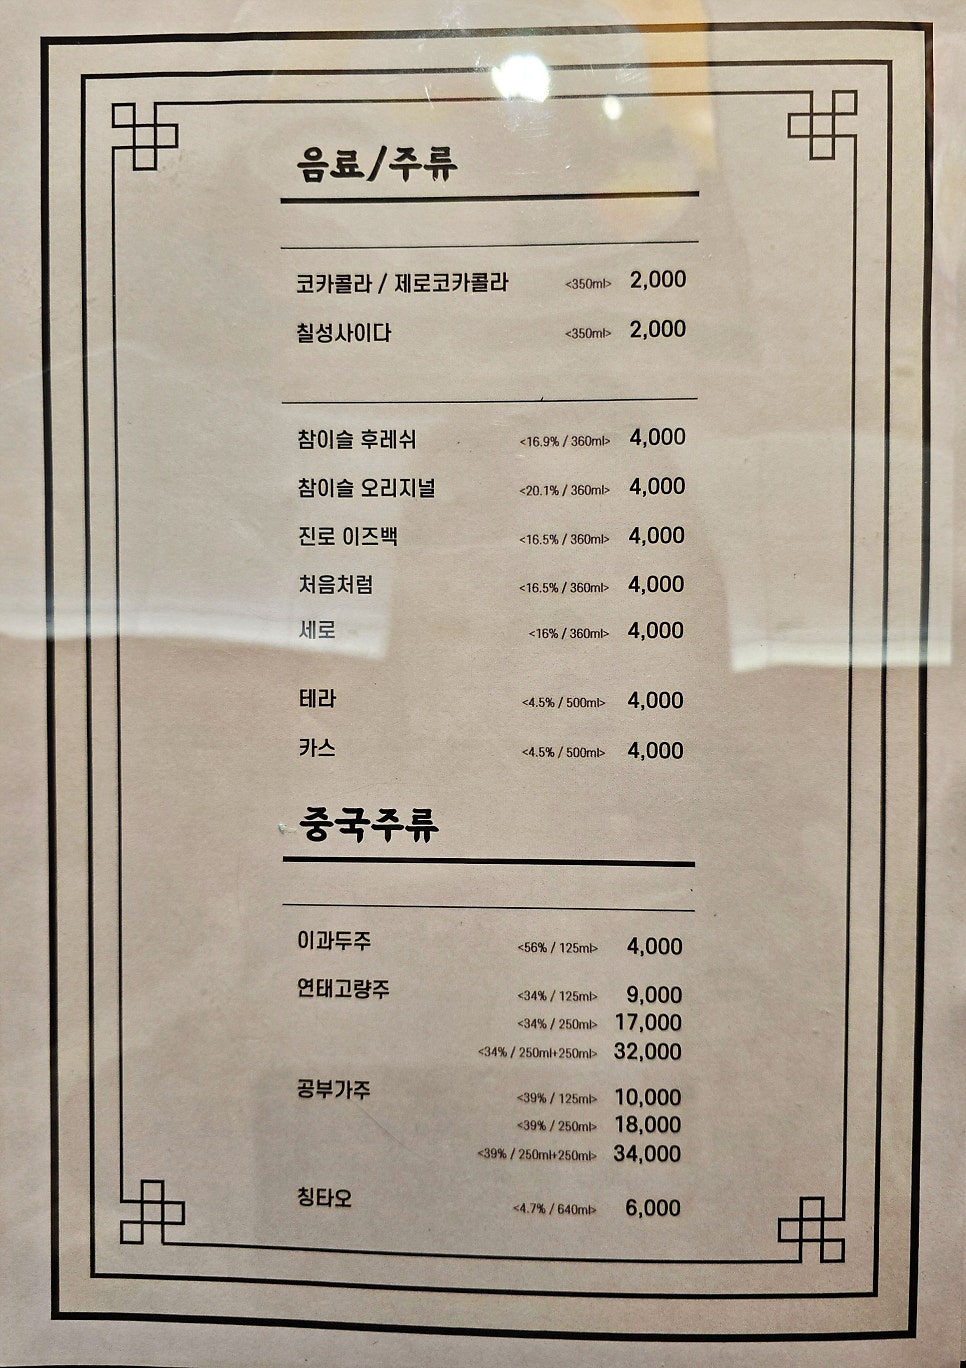 음료/주류
코카콜라 / 제로코카콜라 <350ml> 2,000
칠성사이다 <350ml> 2,000
참이슬 후레쉬 <16.9% / 360ml> 4,000
참이슬 오리지널 <20.1% / 360ml> 4,000
진로 이즈백 <16.5% / 360ml> 4,000
처음처럼 <16.5% / 360ml> 4,000
세로 <16% / 360ml> 4,000
테라 <4.5% / 500ml> 4,000
카스 <4.5% / 500ml> 4,000
중국주류
이과두주 <56% / 125ml> 4,000
연태고량주 <34% / 125ml> 9,000
<34% / 250ml> 17,000
<34% / 250ml+250ml> 32,000
공부가주 <39% / 125ml> 10,000
<39% / 250ml> 18,000
<39% / 250ml+250ml> 34,000
칭타오 <4.7% / 640ml> 6,000